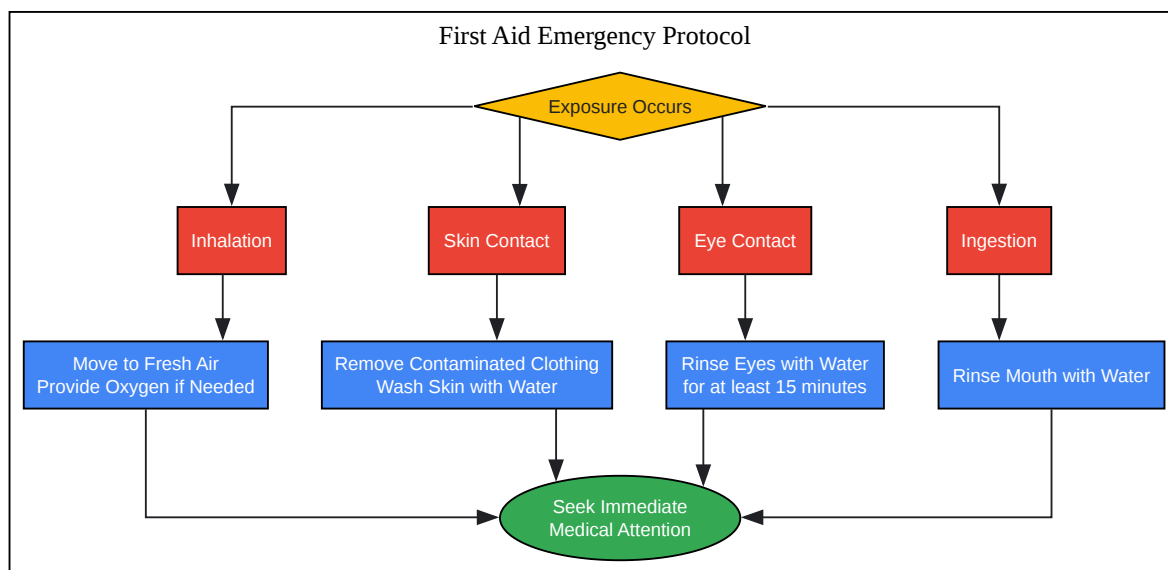 First Aid Emergency Protocol
Exposure Occurs
Inhalation
Skin Contact
Eye Contact
Ingestion
Move to Fresh Air
Provide Oxygen if Needed
Remove Contaminated Clothing
Wash Skin with Water
Rinse Eyes with Water
for at least 15 minutes
Rinse Mouth with Water
Seek Immediate
Medical Attention